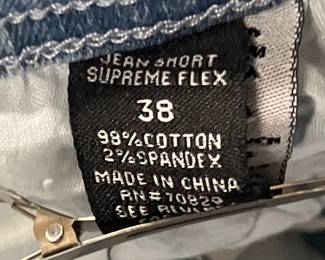 JEAN SHORT
SUPREME FLEX
38
98% COTTON
2% SPANDEX
MADE IN CHINA
RN#70829
SEE REVERSE